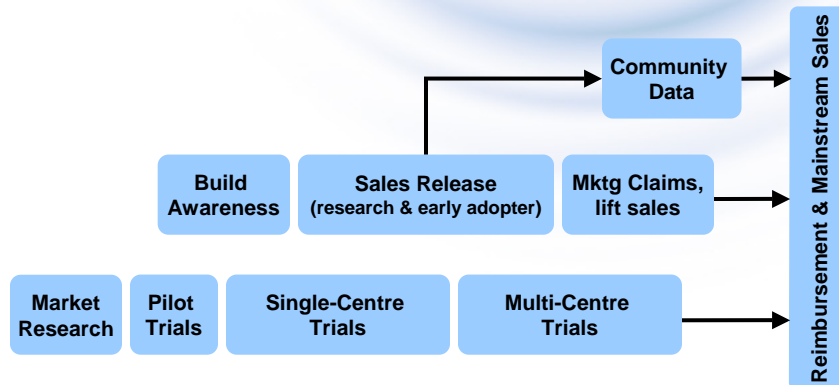 Community
Data
Build
Awareness
Sales Release
(research & early adopter)
Mktg Claims,
lift sales
Market
Research
Pilot
Trials
Single-Centre
Trials
Multi-Centre
Trials
Reimbursement & Mainstream Sales